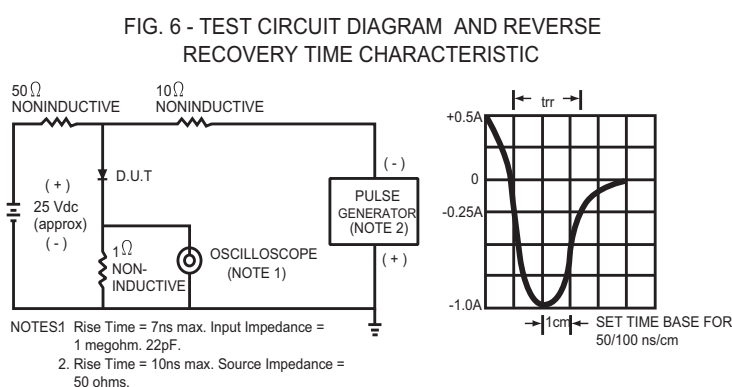 FIG. 6 - TEST CIRCUIT DIAGRAM AND REVERSE
RECOVERY TIME CHARACTERISTIC
50Ω
NONINDUCTIVE
10Ω
NONINDUCTIVE
D.U.T
( + )
25 Vdc
(approx)
( - )
1Ω
NON-
INDUCTIVE
OSCILLOSCOPE
(NOTE 1)
( - )
PULSE
GENERATOR
(NOTE 2)
( + )
trr
+0.5A
0
-0.25A
-1.0A
1cm
SET TIME BASE FOR
50/100 ns/cm
NOTES:1 Rise Time = 7ns max. Input Impedance =
1 megohm. 22pF.
2. Rise Time = 10ns max. Source Impedance =
50 ohms.